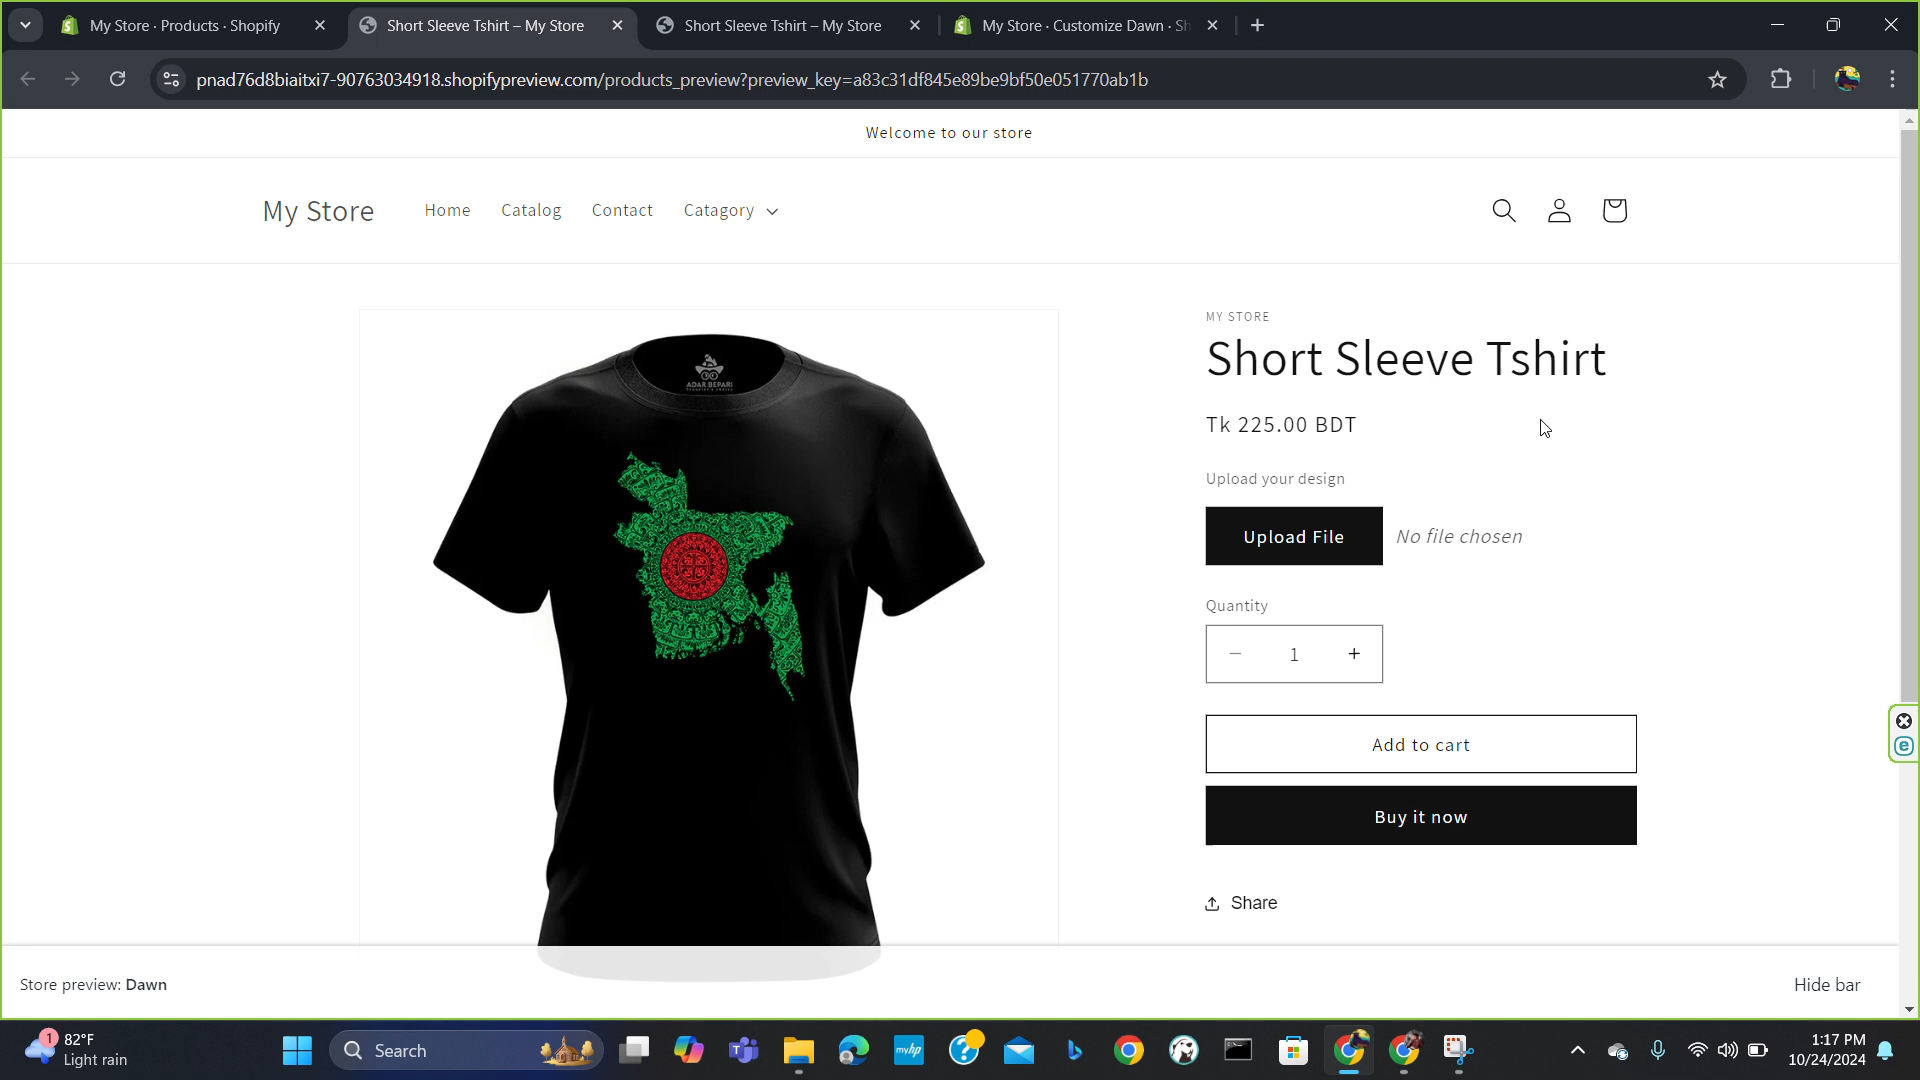 My Store · Products · Shopify
Short Sleeve Tshirt – My Store
Short Sleeve Tshirt – My Store
My Store · Customize Dawn · Sh
pnad76d8biaitxi7-90763034918.shopifypreview.com/products_preview?preview_key=a83c31df845e89be9bf50e051770ab1b
Welcome to our store
My Store
Home
Catalog
Contact
Catagory
MY STORE
Short Sleeve Tshirt
ADAR BEPARI
Tk 225.00 BDT
Upload your design
Upload File
No file chosen
Quantity
− 1 +
Add to cart
Buy it now
Share
Store preview: Dawn
Hide bar
1
82°F
Light rain
Search
myhp
1:17 PM
10/24/2024